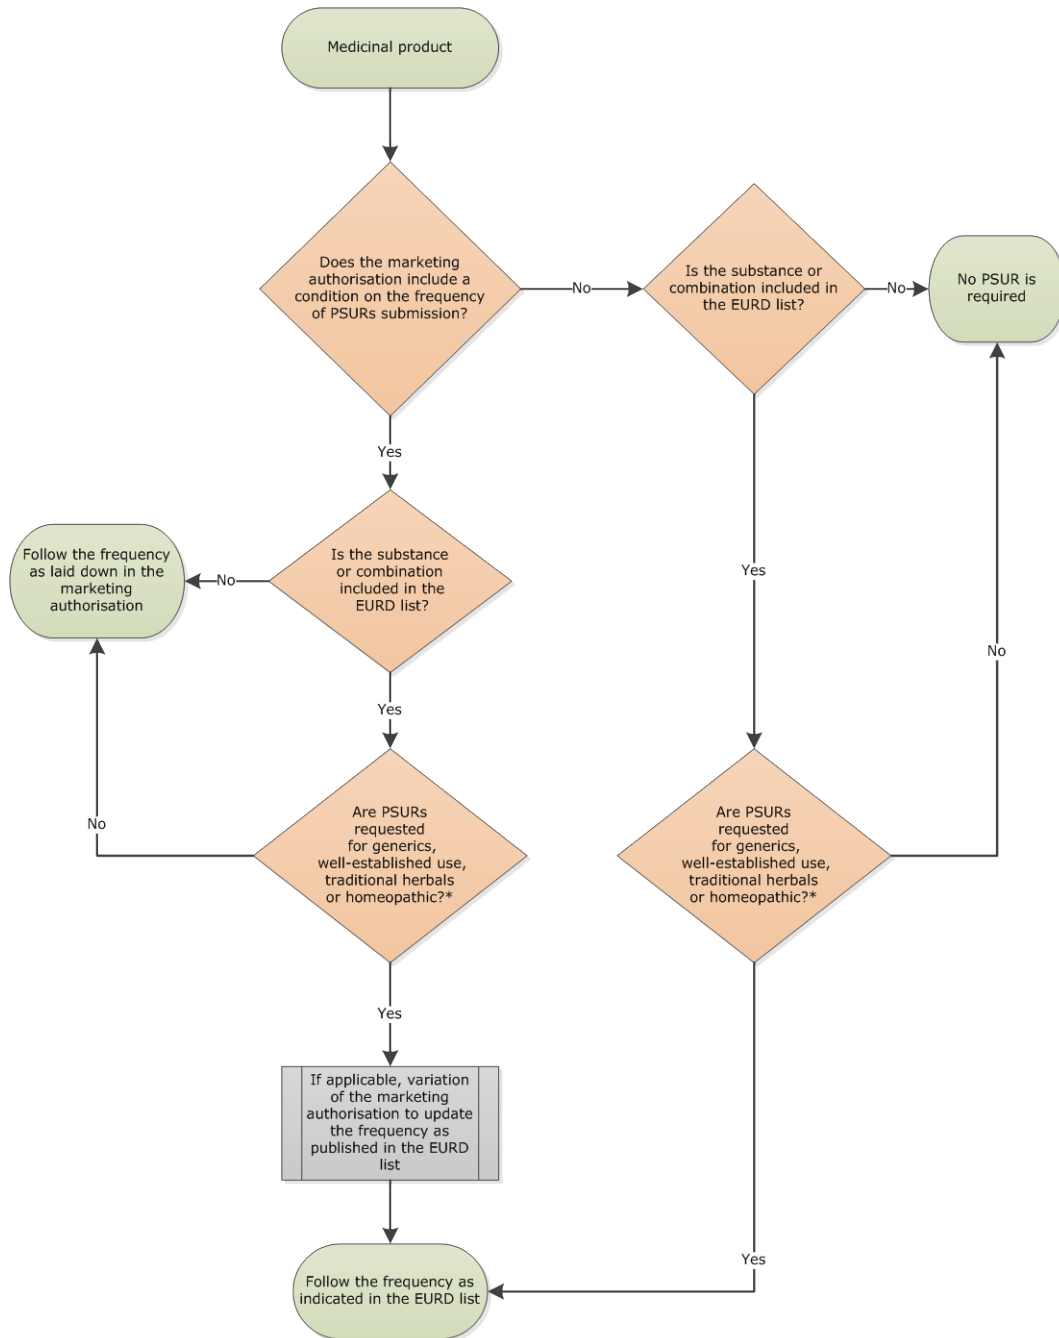 Medicinal product
Does the marketing
authorisation include a
condition on the frequency
of PSURs submission?
No
Is the substance or
combination included in
the EURD list?
No
No PSUR is
required
Yes
Follow the frequency
as laid down in the
marketing
authorisation
No
Is the substance
or combination
included in the
EURD list?
Yes
No
Yes
No
Are PSURs
requested
for generics,
well-established use,
traditional herbals
or homeopathic?*
Are PSURs
requested
for generics,
well-established use,
traditional herbals
or homeopathic?*
Yes
If applicable, variation
of the marketing
authorisation to update
the frequency as
published in the EURD
list
Yes
Follow the frequency as
indicated in the EURD list